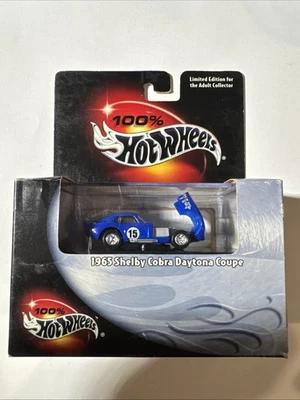 Limited Edition for
the Adult Collector
100%
Hot Wheels
15
1965 Shelby Cobra Daytona Coupe
100%
Hot Wheels